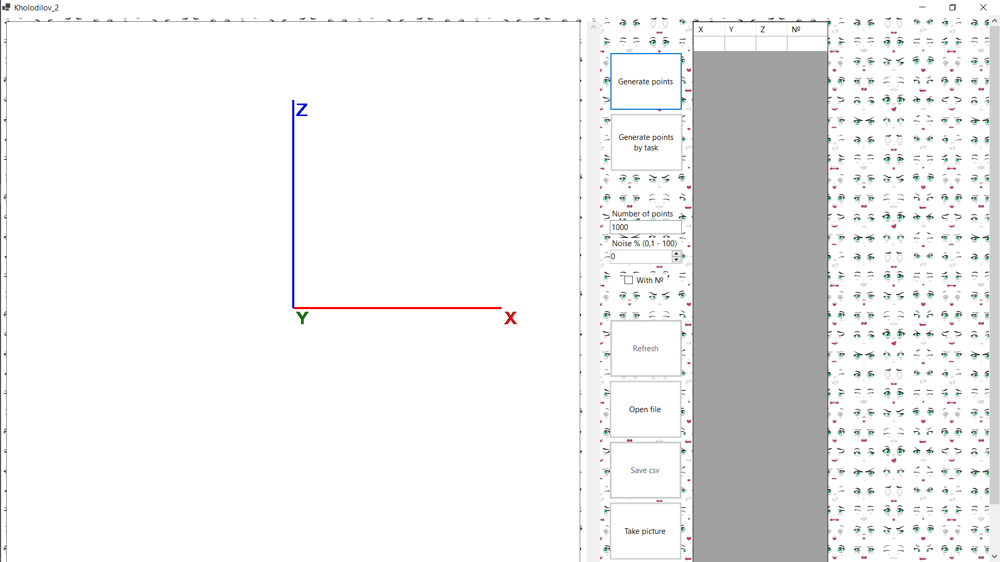 Kholodilov_2
X Y Z №
Generate points
Generate points
by task
Z
Y
X
Number of points
1000
Noise % (0,1 - 100)
0
With №
Refresh
Open file
Save csv
Take picture